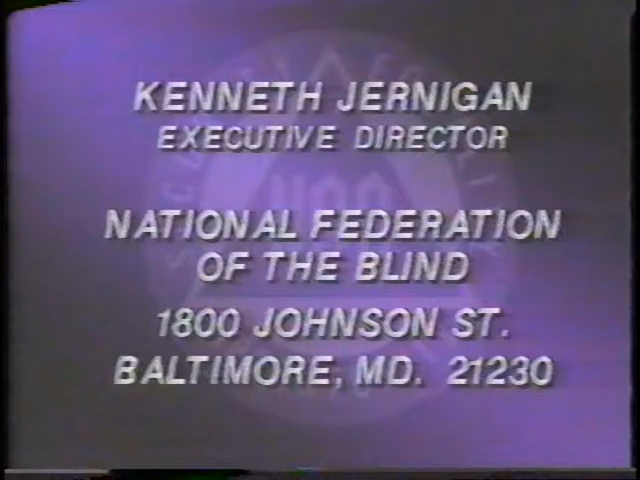 KENNETH JERNIGAN
EXECUTIVE DIRECTOR
NATIONAL FEDERATION
OF THE BLIND
1800 JOHNSON ST.
BALTIMORE, MD. 21230